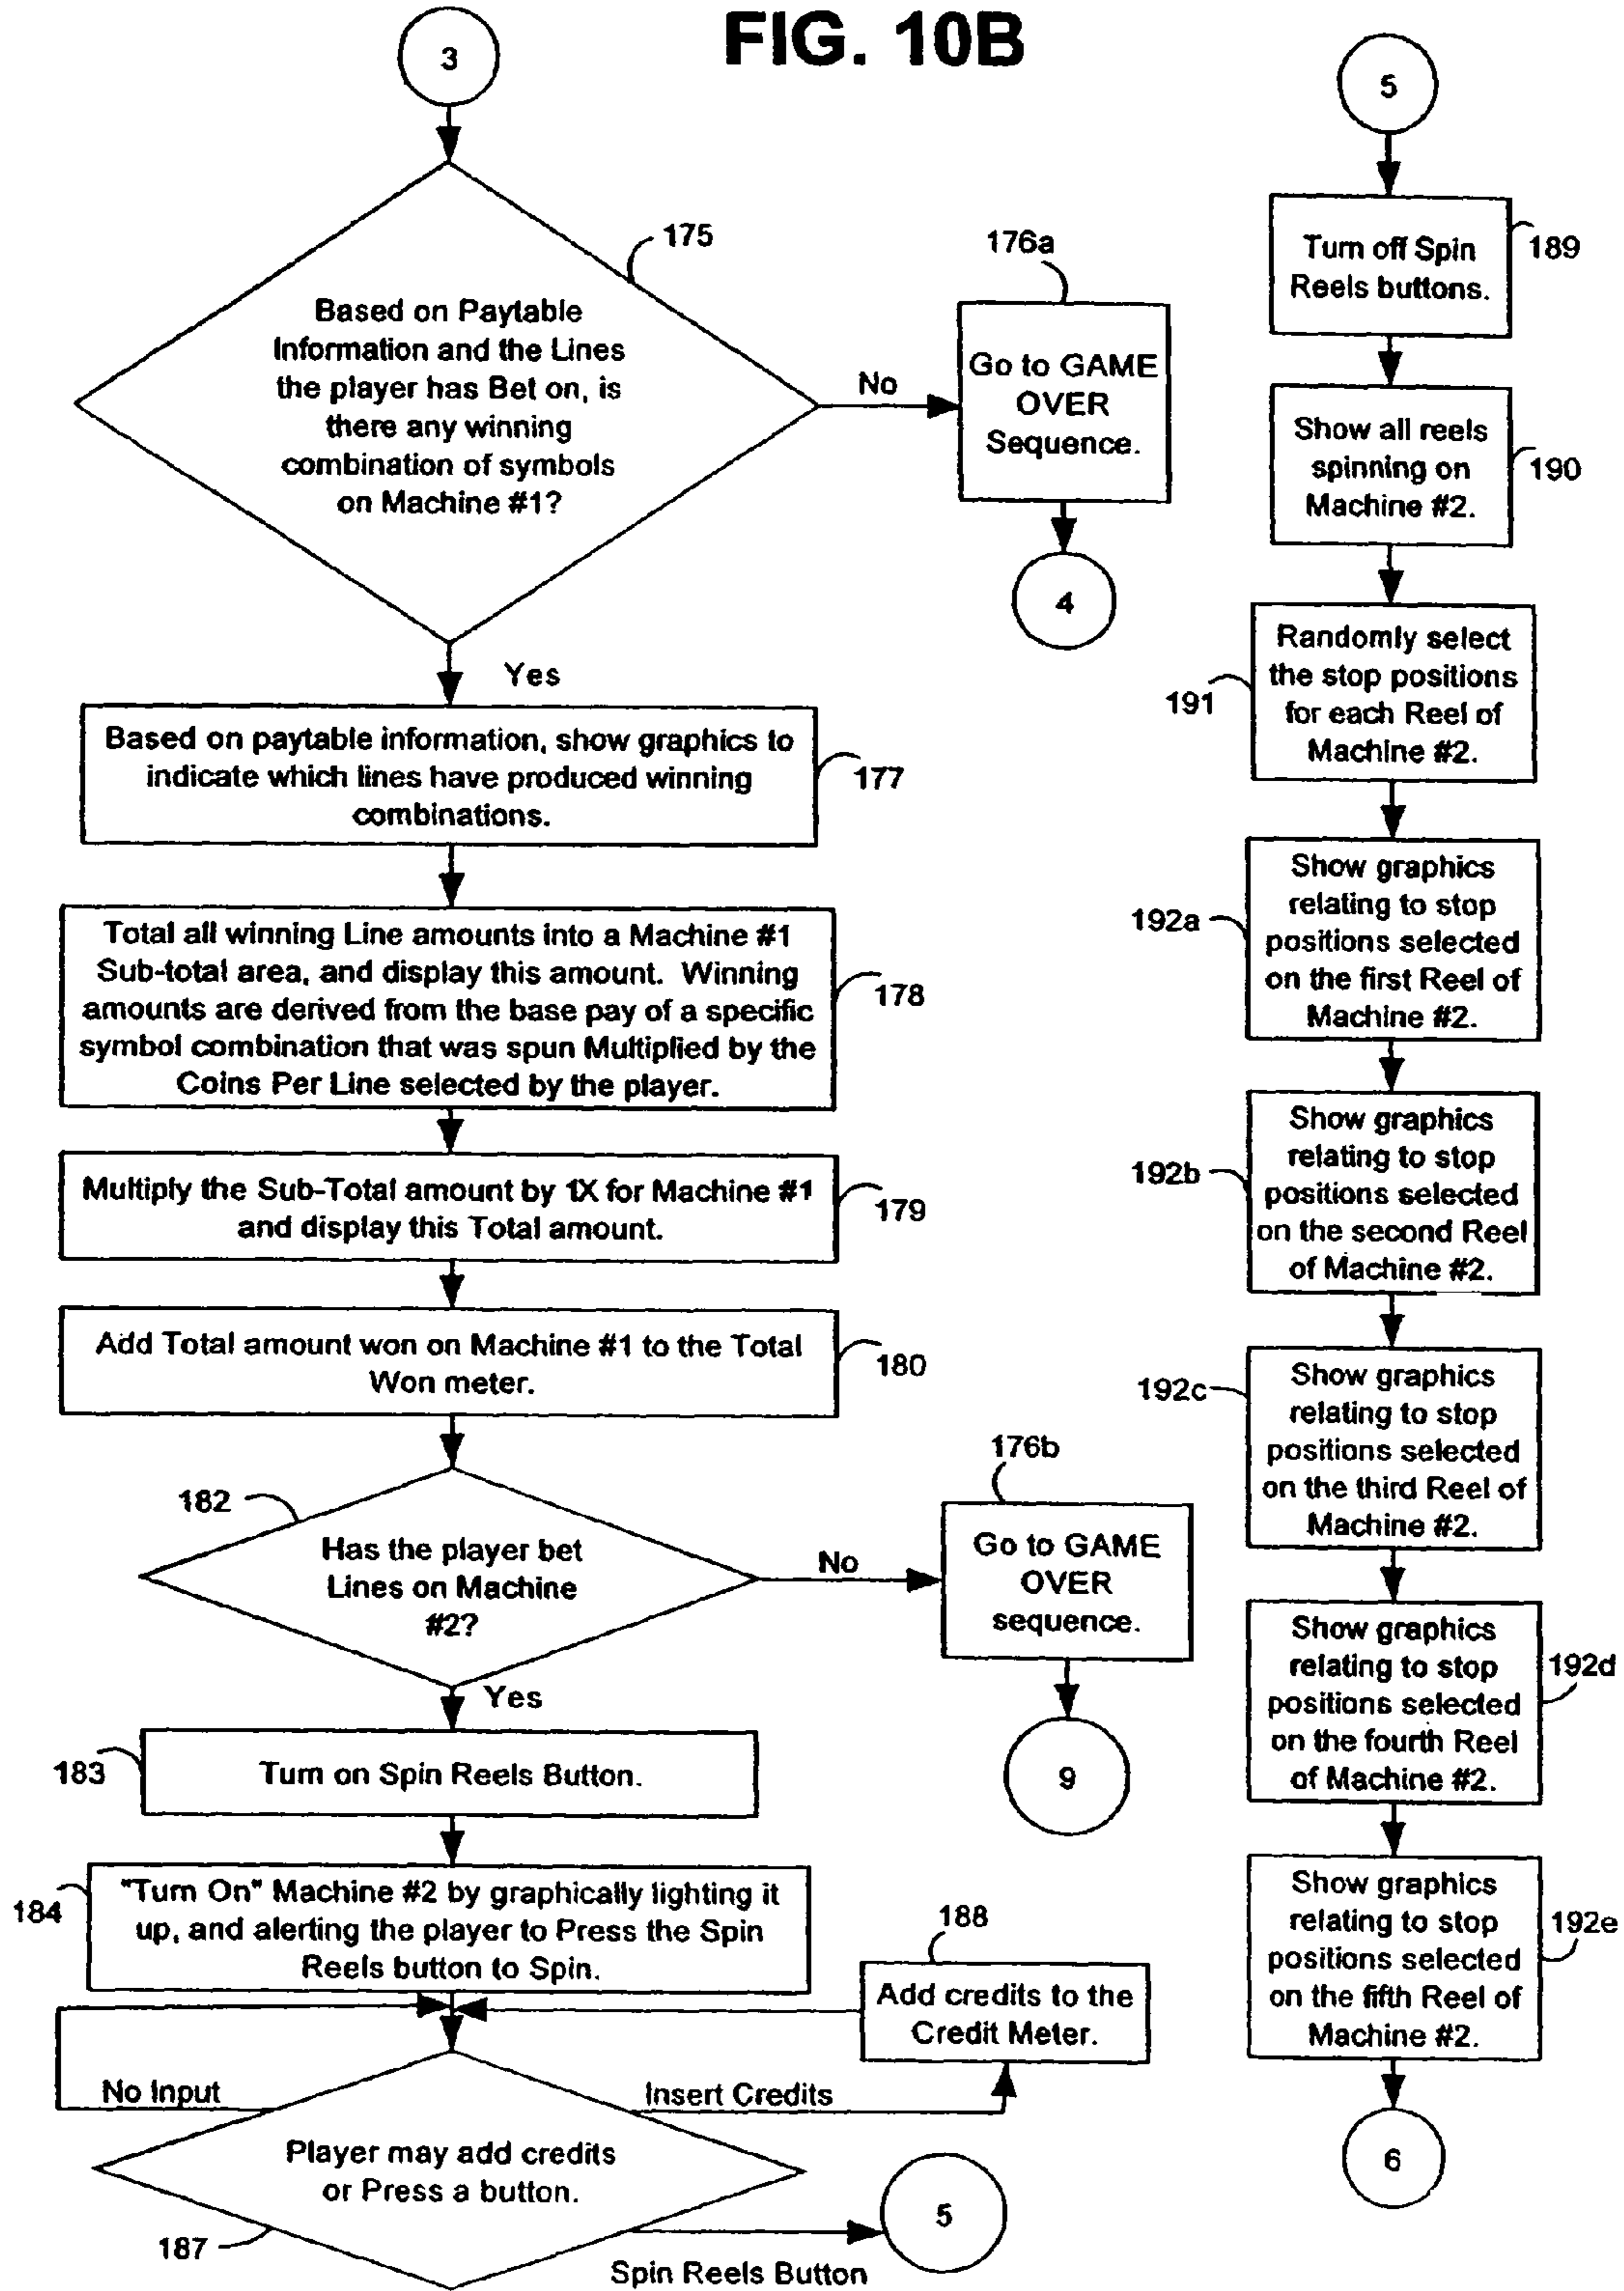 FIG. 10B
3
175
Based on Paytable
Information and the Lines
the player has Bet on, is
there any winning
combination of symbols
on Machine #1?
No
176a
Go to GAME
OVER
Sequence.
4
Yes
Based on paytable information, show graphics to
indicate which lines have produced winning
combinations.
177
Total all winning Line amounts into a Machine #1
Sub-total area, and display this amount. Winning
amounts are derived from the base pay of a specific
symbol combination that was spun Multiplied by the
Coins Per Line selected by the player.
178
Multiply the Sub-Total amount by 1X for Machine #1
and display this Total amount.
179
Add Total amount won on Machine #1 to the Total
Won meter.
180
182
Has the player bet
Lines on Machine
#2?
No
176b
Go to GAME
OVER
sequence.
9
Yes
183
Turn on Spin Reels Button.
184
"Turn On" Machine #2 by graphically lighting it
up, and alerting the player to Press the Spin
Reels button to Spin.
188
Add credits to the
Credit Meter.
No Input
Insert Credits
Player may add credits
or Press a button.
187
Spin Reels Button
5
5
Turn off Spin
Reels buttons.
189
Show all reels
spinning on
Machine #2.
190
Randomly select
the stop positions
for each Reel of
Machine #2.
191
Show graphics
relating to stop
positions selected
on the first Reel of
Machine #2.
192a
Show graphics
relating to stop
positions selected
on the second Reel
of Machine #2.
192b
Show graphics
relating to stop
positions selected
on the third Reel of
Machine #2.
192c
Show graphics
relating to stop
positions selected
on the fourth Reel
of Machine #2.
192d
Show graphics
relating to stop
positions selected
on the fifth Reel of
Machine #2.
192e
6